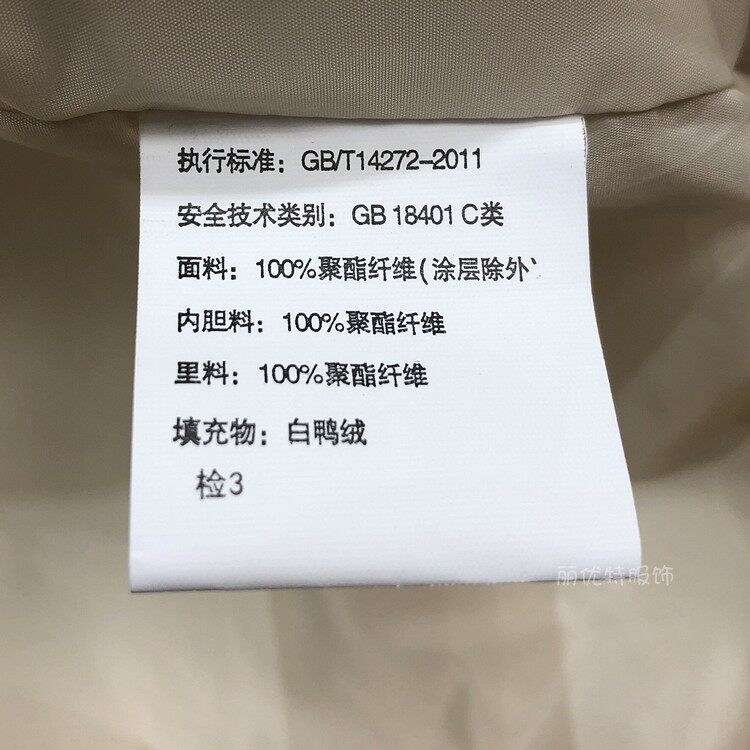 执行标准：GB/T14272-2011
安全技术类别：GB 18401 C类
面料：100%聚酯纤维(涂层除外
内胆料：100%聚酯纤维
里料：100%聚酯纤维
填充物：白鸭绒
检3
丽优特服饰